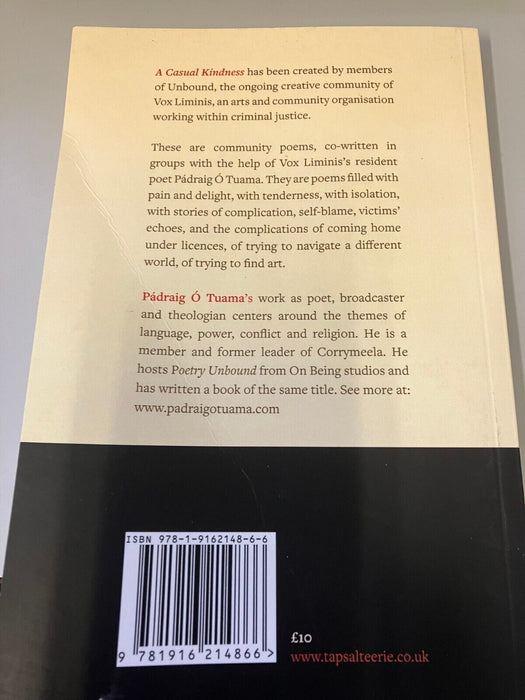 A Casual Kindness has been created by members
of Unbound, the ongoing creative community of
Vox Liminis, an arts and community organisation
working within criminal justice.
These are community poems, co-written in
groups with the help of Vox Liminis's resident
poet Pádraig Ó Tuama. They are poems filled with
pain and delight, with tenderness, with isolation,
with stories of complication, self-blame, victims'
echoes, and the complications of coming home
under licences, of trying to navigate a different
world, of trying to find art.
Pádraig Ó Tuama's work as poet, broadcaster
and theologian centers around the themes of
language, power, conflict and religion. He is a
member and former leader of Corrymeela. He
hosts Poetry Unbound from On Being studios and
has written a book of the same title. See more at:
www.padraigotuama.com
ISBN 978-1-9162148-6-6
9 781916 214866 >
£10
www.tapsalteerie.co.uk